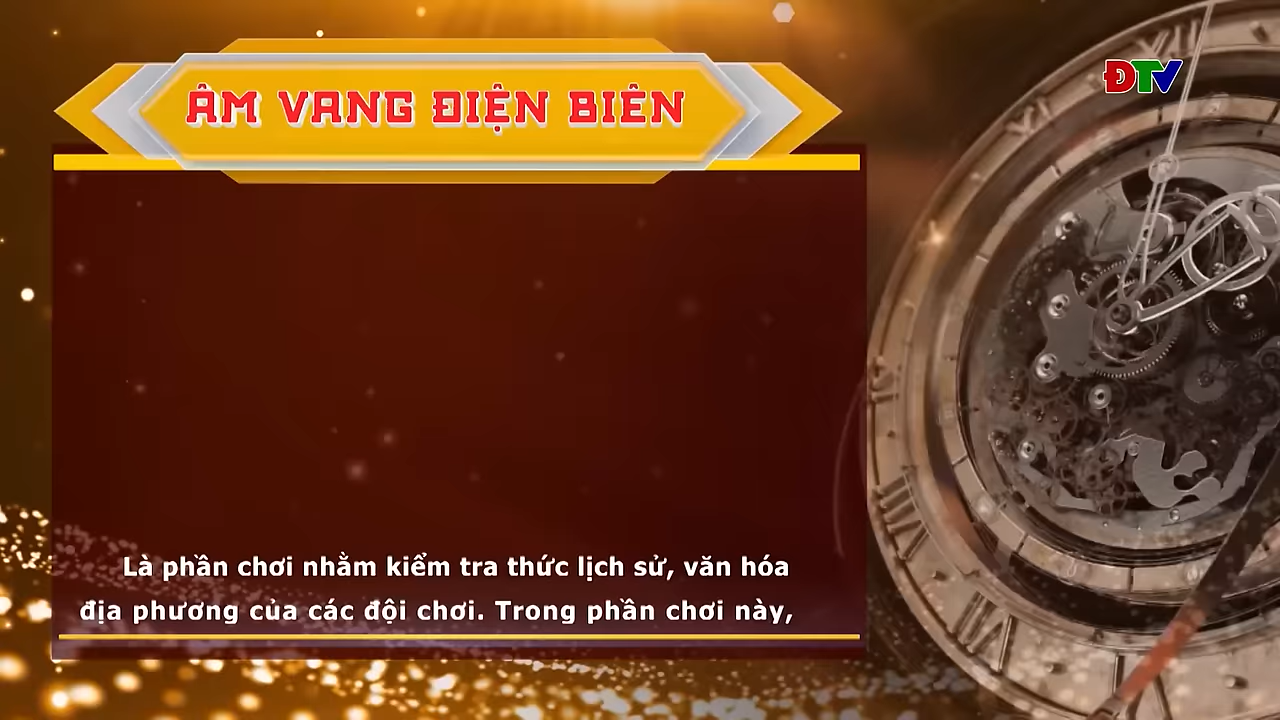 ÂM VANG ĐIỆN BIÊN
ĐTV
Là phần chơi nhằm kiểm tra thức lịch sử, văn hóa
địa phương của các đội chơi. Trong phần chơi này,